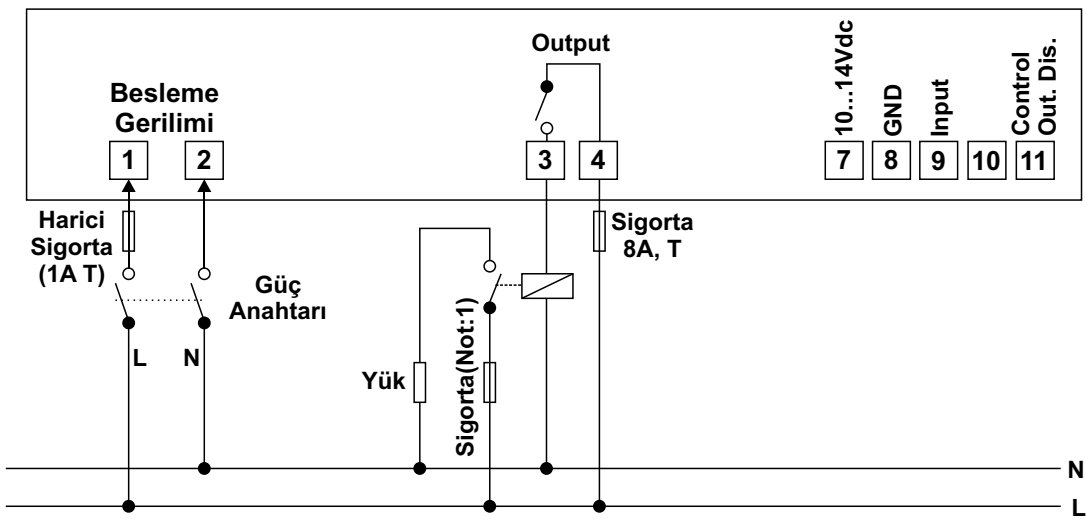 Output
Besleme
Gerilimi
10...14Vdc
GND
Input
Control
Out. Dis.
1
2
3
4
7
8
9
10
11
Harici
Sigorta
(1A T)
Güç
Anahtarı
Sigorta
8A, T
L
N
Yük
Sigorta(Not:1)
N
L